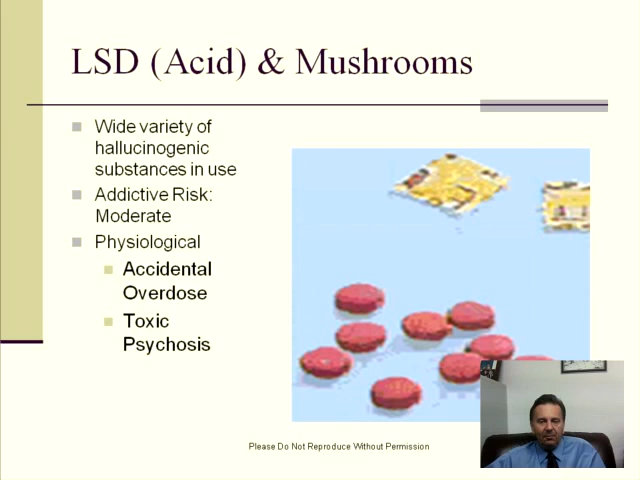 LSD (Acid) & Mushrooms
Wide variety of
hallucinogenic
substances in use
Addictive Risk:
Moderate
Physiological
Accidental
Overdose
Toxic
Psychosis
Please Do Not Reproduce Without Permission